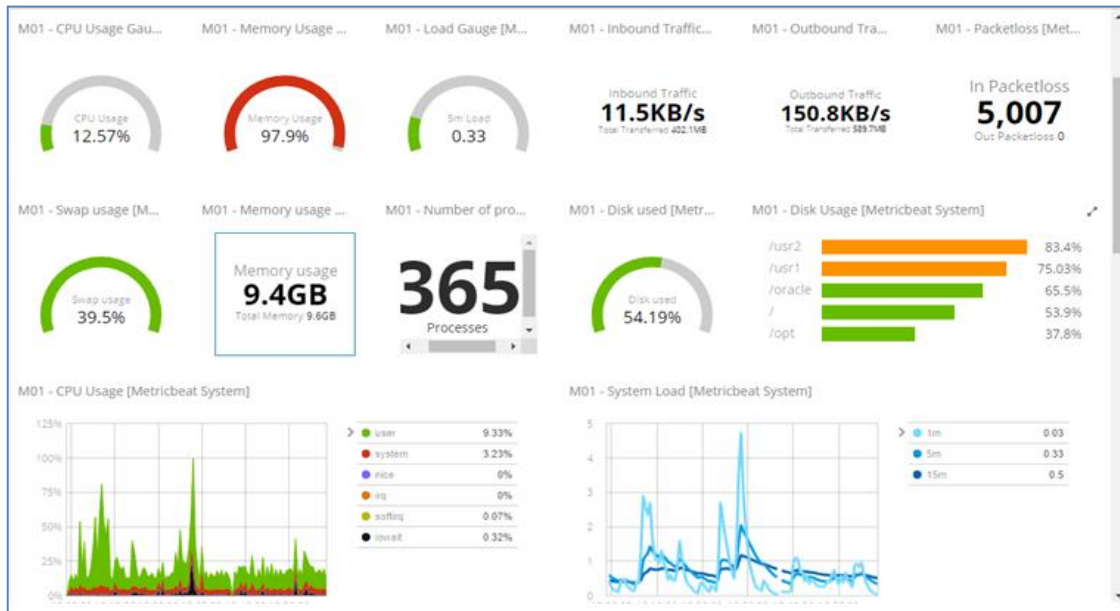 M01 - CPU Usage Gau...
M01 - Memory Usage ...
M01 - Load Gauge [M...
M01 - Inbound Traffic...
M01 - Outbound Tra...
M01 - Packetloss [Met...
CPU Usage
12.57%
Memory Usage
97.9%
5m Load
0.33
Inbound Traffic
11.5KB/s
Total Transferred 402.1MB
Outbound Traffic
150.8KB/s
Total Transferred 589.7MB
In Packetloss
5,007
Out Packetloss 0
M01 - Swap usage [M...
M01 - Memory usage ...
M01 - Number of pro...
M01 - Disk used [Metr...
M01 - Disk Usage [Metricbeat System]
Swap usage
39.5%
Memory usage
9.4GB
Total Memory 9.6GB
365
Processes
Disk used
54.19%
/usr2 83.4%
/usr1 75.03%
/oracle 65.5%
/ 53.9%
/opt 37.8%
M01 - CPU Usage [Metricbeat System]
125%
100%
75%
50%
25%
0%
user 9.33%
system 3.23%
nice 0%
irq 0%
softirq 0.07%
iowait 0.32%
M01 - System Load [Metricbeat System]
5
4
3
2
1
0
1m 0.03
5m 0.33
15m 0.5